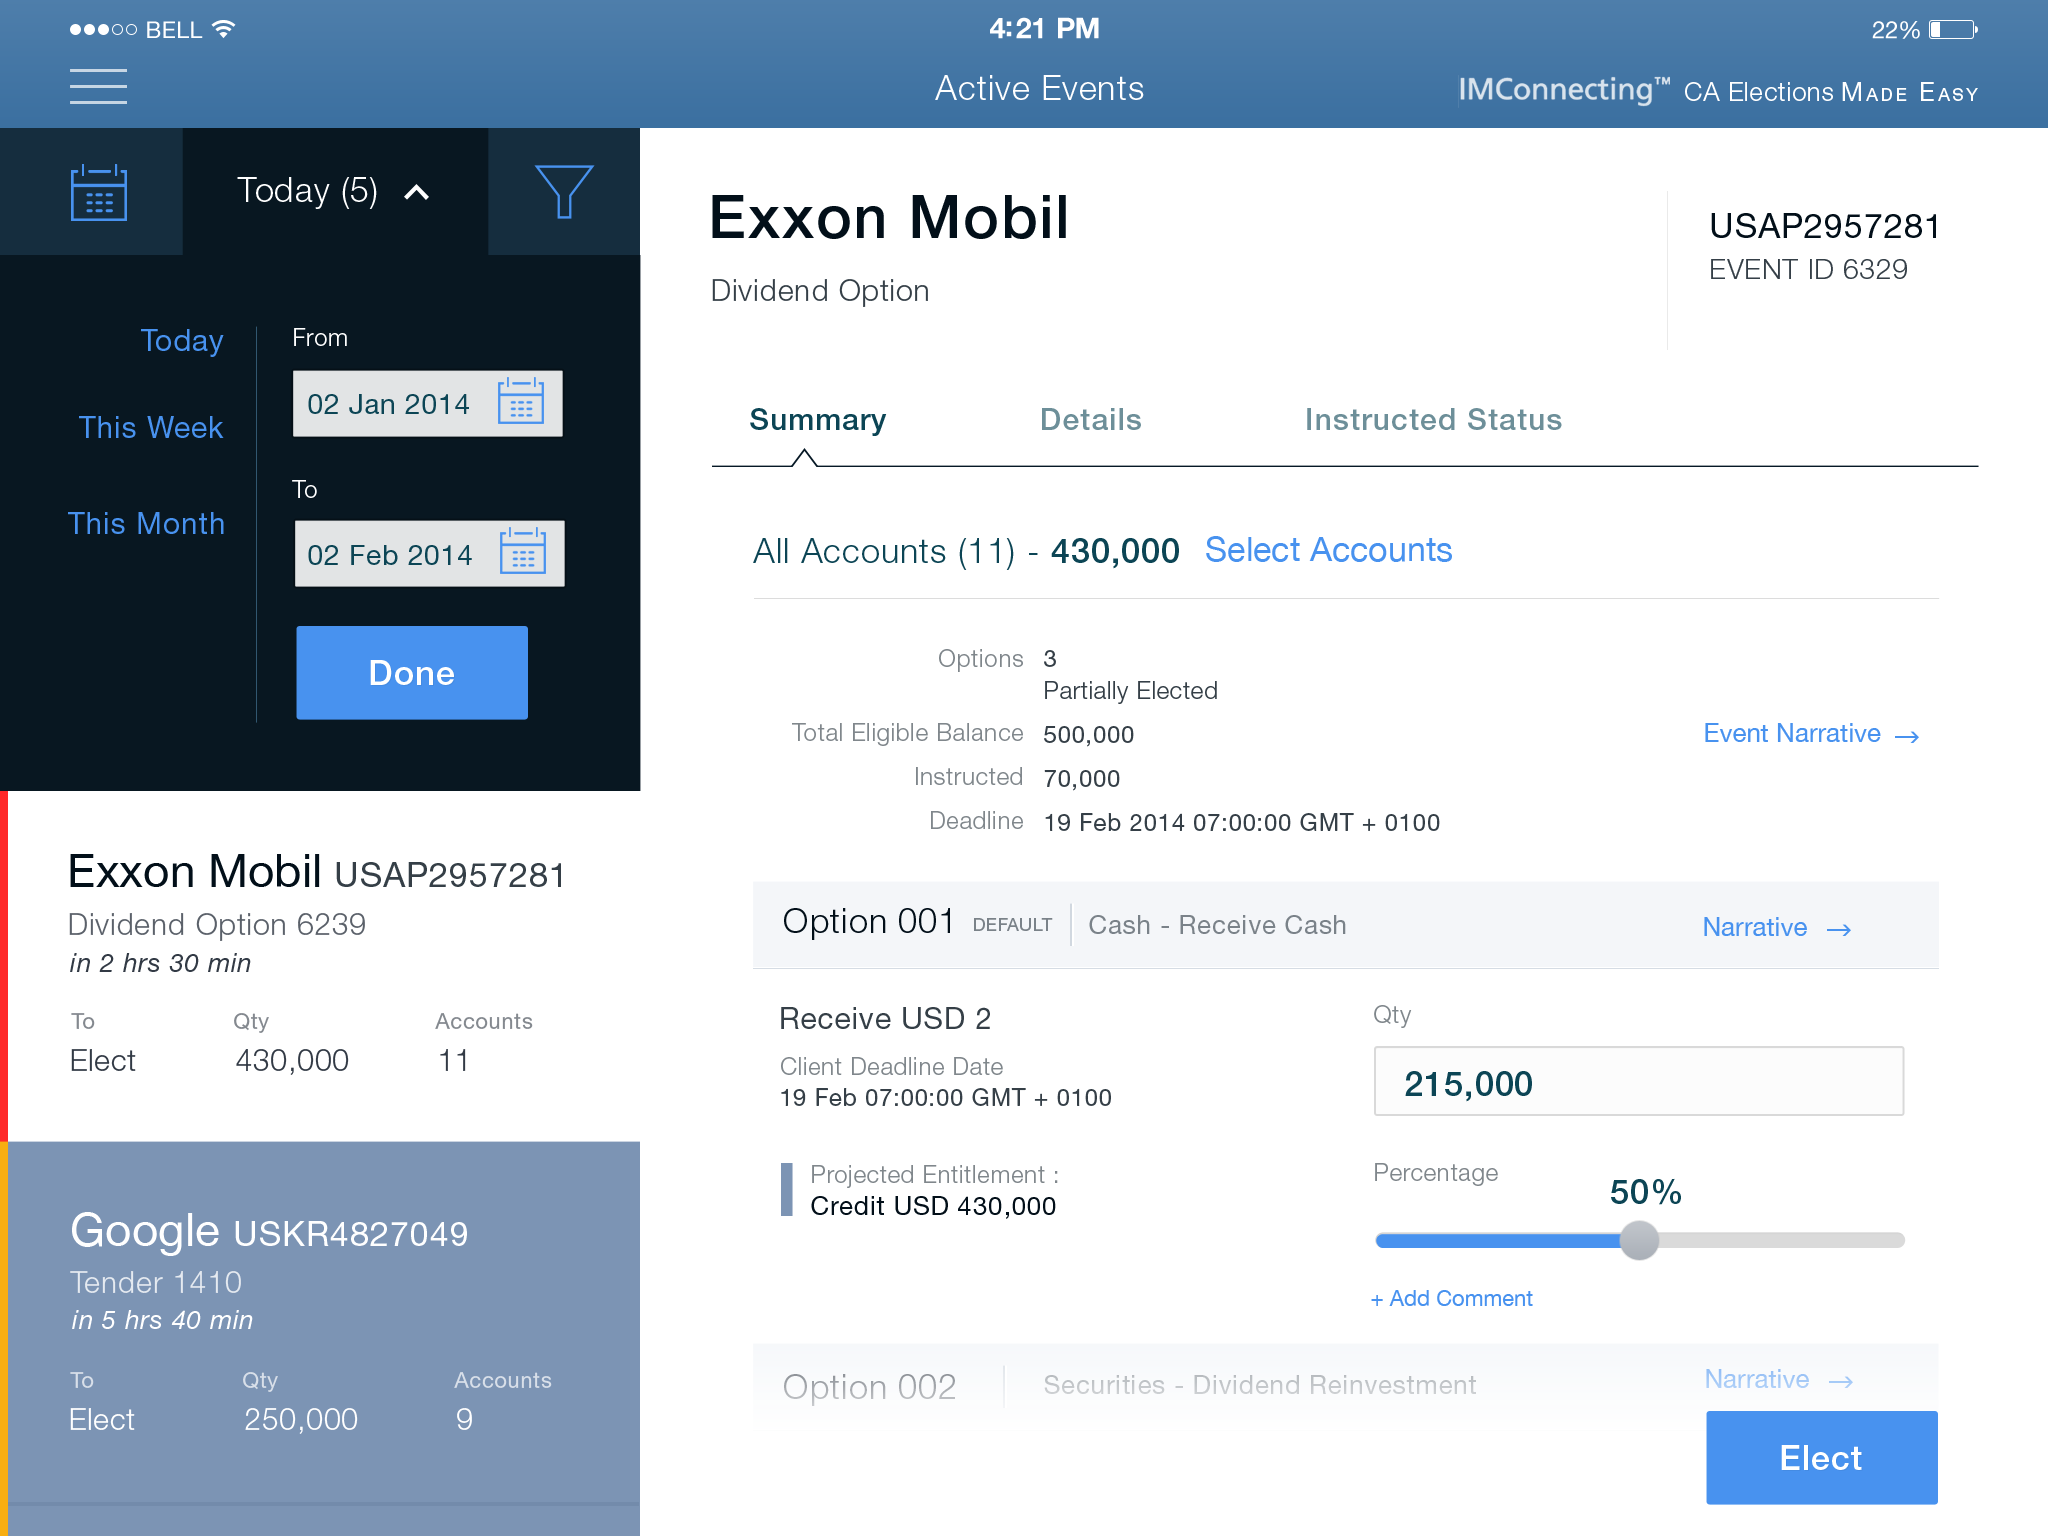 BELL
4:21 PM
22%
Active Events
IMConnecting™ CA Elections MADE EASY
Today (5)
Today
This Week
This Month
From
02 Jan 2014
To
02 Feb 2014
Done
Exxon Mobil USAP2957281
Dividend Option 6239
in 2 hrs 30 min
To Qty Accounts
Elect 430,000 11
Google USKR4827049
Tender 1410
in 5 hrs 40 min
To Qty Accounts
Elect 250,000 9
Exxon Mobil
Dividend Option
USAP2957281
EVENT ID 6329
Summary Details Instructed Status
All Accounts (11) - 430,000 Select Accounts
Options 3
Partially Elected
Total Eligible Balance 500,000
Event Narrative →
Instructed 70,000
Deadline 19 Feb 2014 07:00:00 GMT + 0100
Option 001 DEFAULT Cash - Receive Cash Narrative →
Receive USD 2
Client Deadline Date
19 Feb 07:00:00 GMT + 0100
Projected Entitlement :
Credit USD 430,000
Qty
215,000
Percentage
50%
+ Add Comment
Option 002 Securities - Dividend Reinvestment Narrative →
Elect